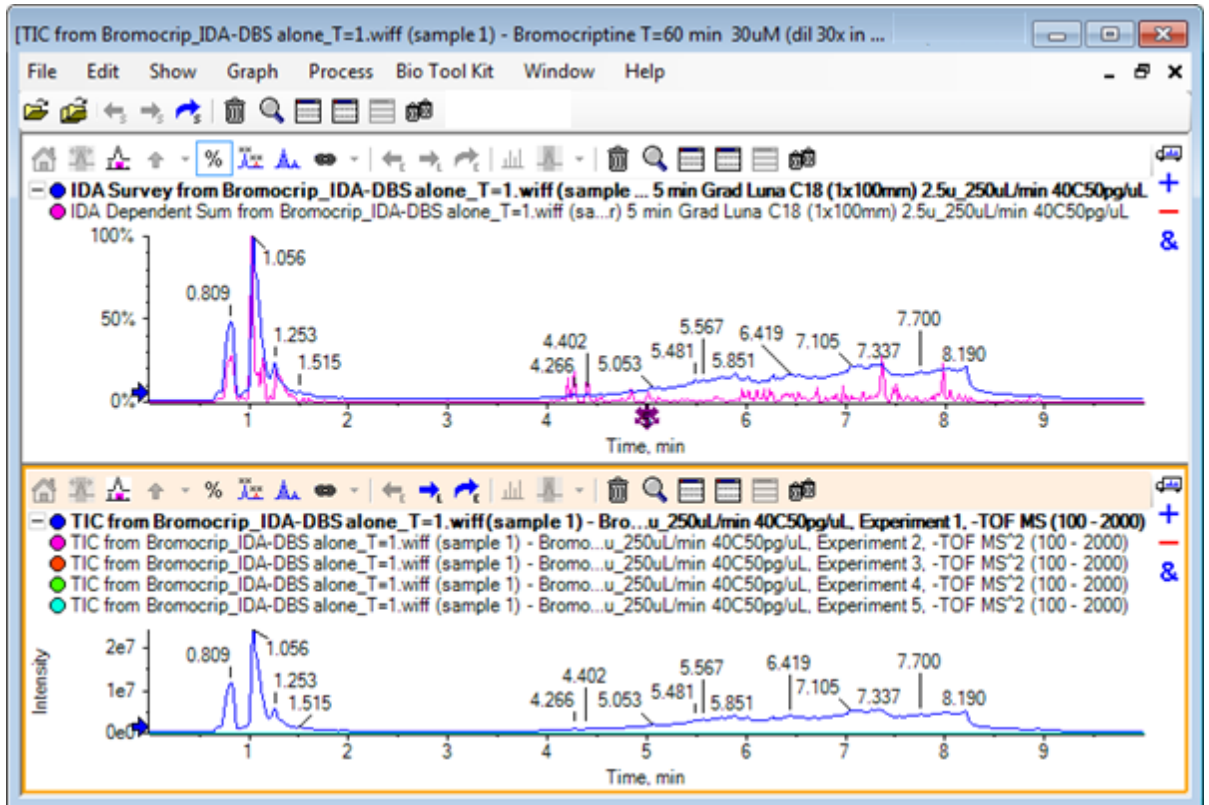 [TIC from Bromocrip_IDA-DBS alone_T=1.wiff (sample 1) - Bromocriptine T=60 min 30uM (dil 30x in ...
File Edit Show Graph Process Bio Tool Kit Window Help
%
IDA Survey from Bromocrip_IDA-DBS alone_T=1.wiff (sample ... 5 min Grad Luna C18 (1x100mm) 2.5u_250uL/min 40C50pg/uL
IDA Dependent Sum from Bromocrip_IDA-DBS alone_T=1.wiff (sa...r) 5 min Grad Luna C18 (1x100mm) 2.5u_250uL/min 40C50pg/uL
&
100%
1.056
0.809
50%
1.253
1.515
4.402
4.266
5.053
5.481
5.567
5.851
6.419
7.105
7.337
7.700
8.190
0%
1 2 3 4 5 6 7 8 9
Time, min
%
TIC from Bromocrip_IDA-DBS alone_T=1.wiff (sample 1) - Bro...u_250uL/min 40C50pg/uL, Experiment 1, -TOF MS (100 - 2000)
TIC from Bromocrip_IDA-DBS alone_T=1.wiff (sample 1) - Bromo...u_250uL/min 40C50pg/uL, Experiment 2, -TOF MS^2 (100 - 2000)
TIC from Bromocrip_IDA-DBS alone_T=1.wiff (sample 1) - Bromo...u_250uL/min 40C50pg/uL, Experiment 3, -TOF MS^2 (100 - 2000)
TIC from Bromocrip_IDA-DBS alone_T=1.wiff (sample 1) - Bromo...u_250uL/min 40C50pg/uL, Experiment 4, -TOF MS^2 (100 - 2000)
TIC from Bromocrip_IDA-DBS alone_T=1.wiff (sample 1) - Bromo...u_250uL/min 40C50pg/uL, Experiment 5, -TOF MS^2 (100 - 2000)
&
Intensity
2e7
1e7
0e0
0.809
1.056
1.253
1.515
4.266
4.402
5.053
5.481
5.567
5.851
6.419
7.105
7.337
7.700
8.190
1 2 3 4 5 6 7 8 9
Time, min